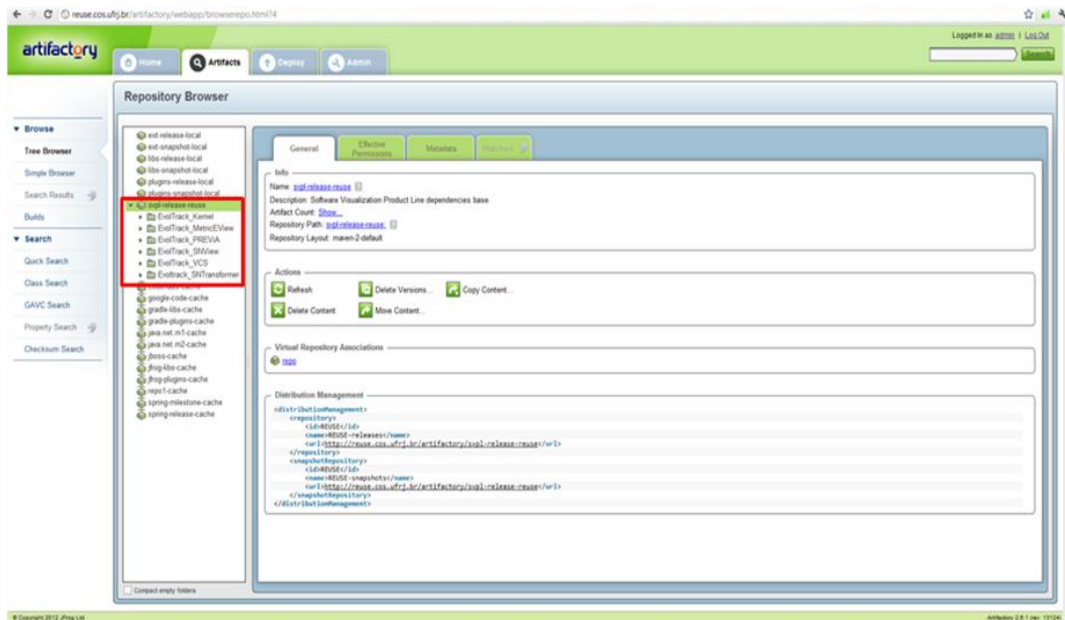 reuse.cos.ufrj.br/artifactory/webapp/browserepo.html?4
artifactory
Home
Artifacts
Deploy
Admin
Logged in as admin | Log Out
Search
Repository Browser
Browse
Tree Browser
Simple Browser
Search Results
Builds
Search
Quick Search
Class Search
GAVC Search
Property Search
Checksum Search
ext-release-local
ext-snapshot-local
libs-release-local
libs-snapshot-local
plugins-release-local
plugins-snapshot-local
svpl-release-reuse
EvolTrack_Kernel
EvolTrack_MetricEView
EvolTrack_PREViA
EvolTrack_SNView
EvolTrack_VCS
Evoltrack_SNTransformer
google-code-cache
gradle-libs-cache
gradle-plugins-cache
java.net.m1-cache
java.net.m2-cache
jboss-cache
jfrog-libs-cache
jfrog-plugins-cache
repo1-cache
spring-milestone-cache
spring-release-cache
Compact empty folders
General
Effective Permissions
Metadata
Watchers
Info
Name: svpl-release-reuse
Description: Software Visualization Product Line dependencies base.
Artifact Count: Show...
Repository Path: svpl-release-reuse:
Repository Layout: maven-2-default
Actions
Refresh
Delete Versions...
Copy Content...
Delete Content
Move Content...
Virtual Repository Associations
repo
Distribution Management
<distributionManagement>
<repository>
<id>REUSE</id>
<name>REUSE-releases</name>
<url>http://reuse.cos.ufrj.br/artifactory/svpl-release-reuse</url>
</repository>
<snapshotRepository>
<id>REUSE</id>
<name>REUSE-snapshots</name>
<url>http://reuse.cos.ufrj.br/artifactory/svpl-release-reuse</url>
</snapshotRepository>
</distributionManagement>
© Copyright 2012 JFrog Ltd